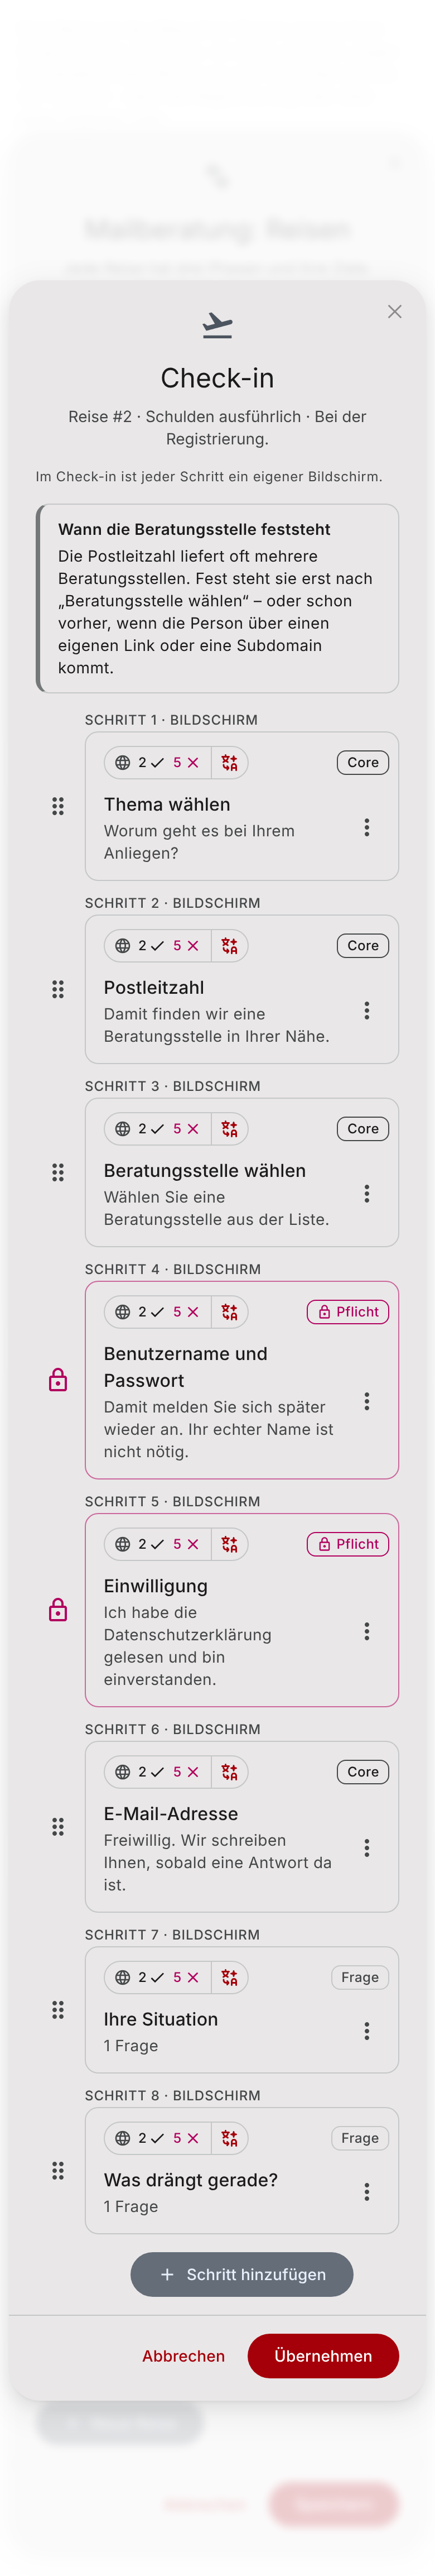 Mailberatung: Reisen
Check-in
Reise #2 · Schulden ausführlich · Bei der
Registrierung.
Im Check-in ist jeder Schritt ein eigener Bildschirm.
Wann die Beratungsstelle feststeht
Die Postleitzahl liefert oft mehrere
Beratungsstellen. Fest steht sie erst nach
„Beratungsstelle wählen“ – oder schon
vorher, wenn die Person über einen
eigenen Link oder eine Subdomain
kommt.
SCHRITT 1 · BILDSCHIRM
2 5 Core
Thema wählen
Worum geht es bei Ihrem
Anliegen?
SCHRITT 2 · BILDSCHIRM
2 5 Core
Postleitzahl
Damit finden wir eine
Beratungsstelle in Ihrer Nähe.
SCHRITT 3 · BILDSCHIRM
2 5 Core
Beratungsstelle wählen
Wählen Sie eine
Beratungsstelle aus der Liste.
SCHRITT 4 · BILDSCHIRM
2 5 Pflicht
Benutzername und
Passwort
Damit melden Sie sich später
wieder an. Ihr echter Name ist
nicht nötig.
SCHRITT 5 · BILDSCHIRM
2 5 Pflicht
Einwilligung
Ich habe die
Datenschutzerklärung
gelesen und bin
einverstanden.
SCHRITT 6 · BILDSCHIRM
2 5 Core
E-Mail-Adresse
Freiwillig. Wir schreiben
Ihnen, sobald eine Antwort da
ist.
SCHRITT 7 · BILDSCHIRM
2 5 Frage
Ihre Situation
1 Frage
SCHRITT 8 · BILDSCHIRM
2 5 Frage
Was drängt gerade?
1 Frage
Schritt hinzufügen
Abbrechen Übernehmen